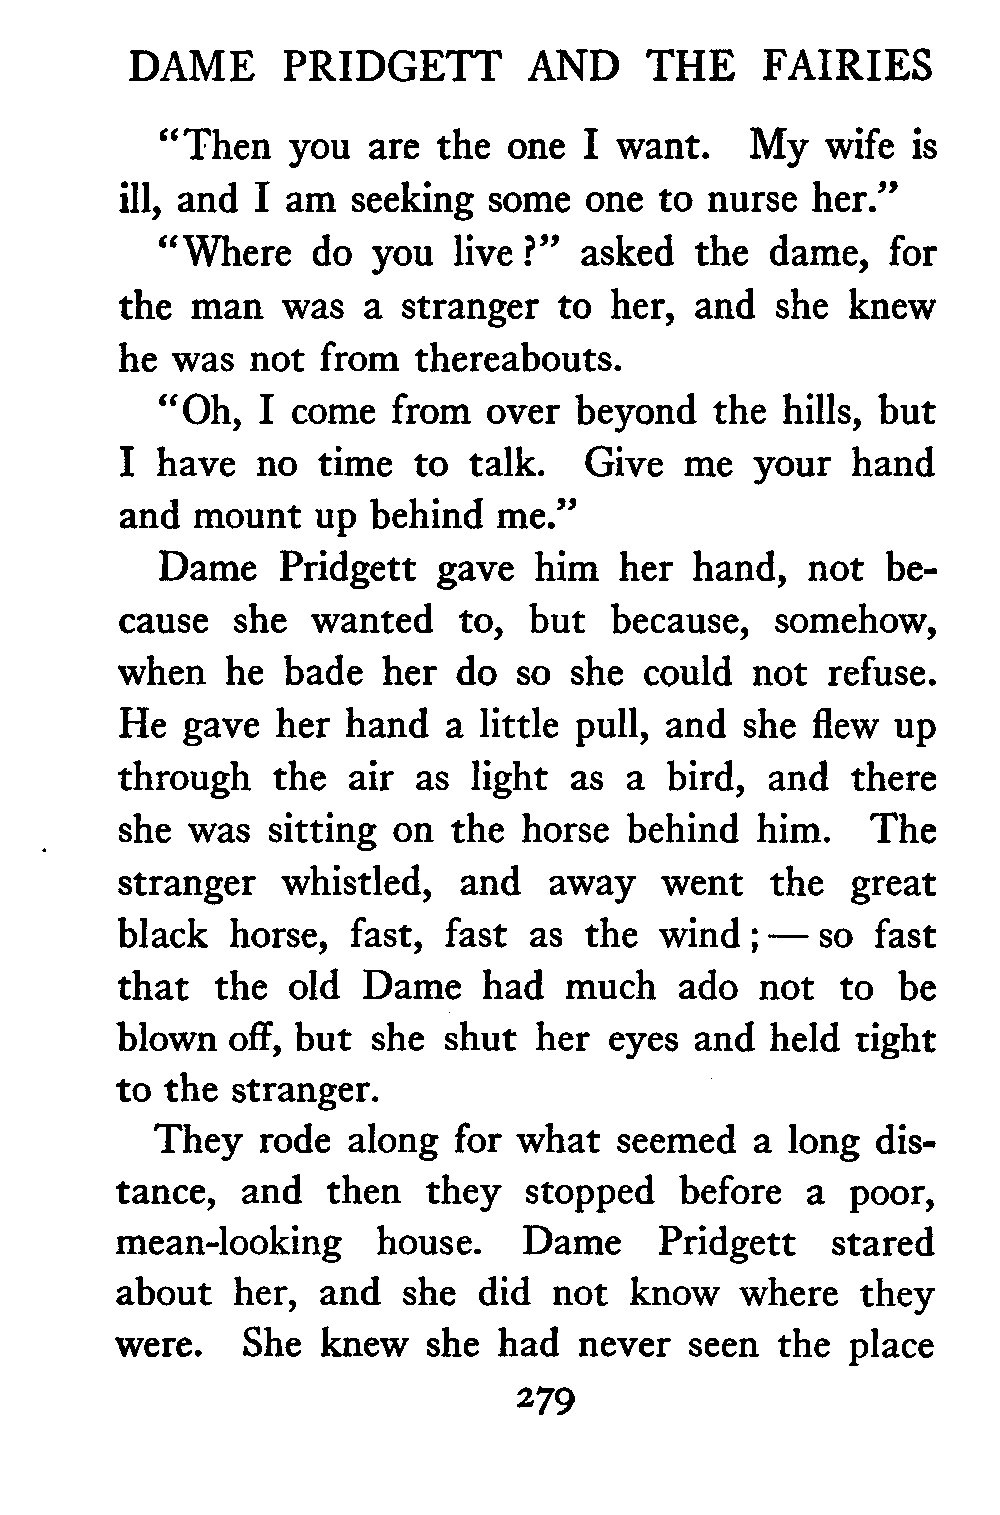 DAME PRIDGETT AND THE FAIRIES
“Then you are the one I want. My wife is
ill, and I am seeking some one to nurse her.”
“Where do you live?” asked the dame, for
the man was a stranger to her, and she knew
he was not from thereabouts.
“Oh, I come from over beyond the hills, but
I have no time to talk. Give me your hand
and mount up behind me.”
Dame Pridgett gave him her hand, not be-
cause she wanted to, but because, somehow,
when he bade her do so she could not refuse.
He gave her hand a little pull, and she flew up
through the air as light as a bird, and there
she was sitting on the horse behind him. The
stranger whistled, and away went the great
black horse, fast, fast as the wind;—so fast
that the old Dame had much ado not to be
blown off, but she shut her eyes and held tight
to the stranger.
They rode along for what seemed a long dis-
tance, and then they stopped before a poor,
mean-looking house. Dame Pridgett stared
about her, and she did not know where they
were. She knew she had never seen the place
279